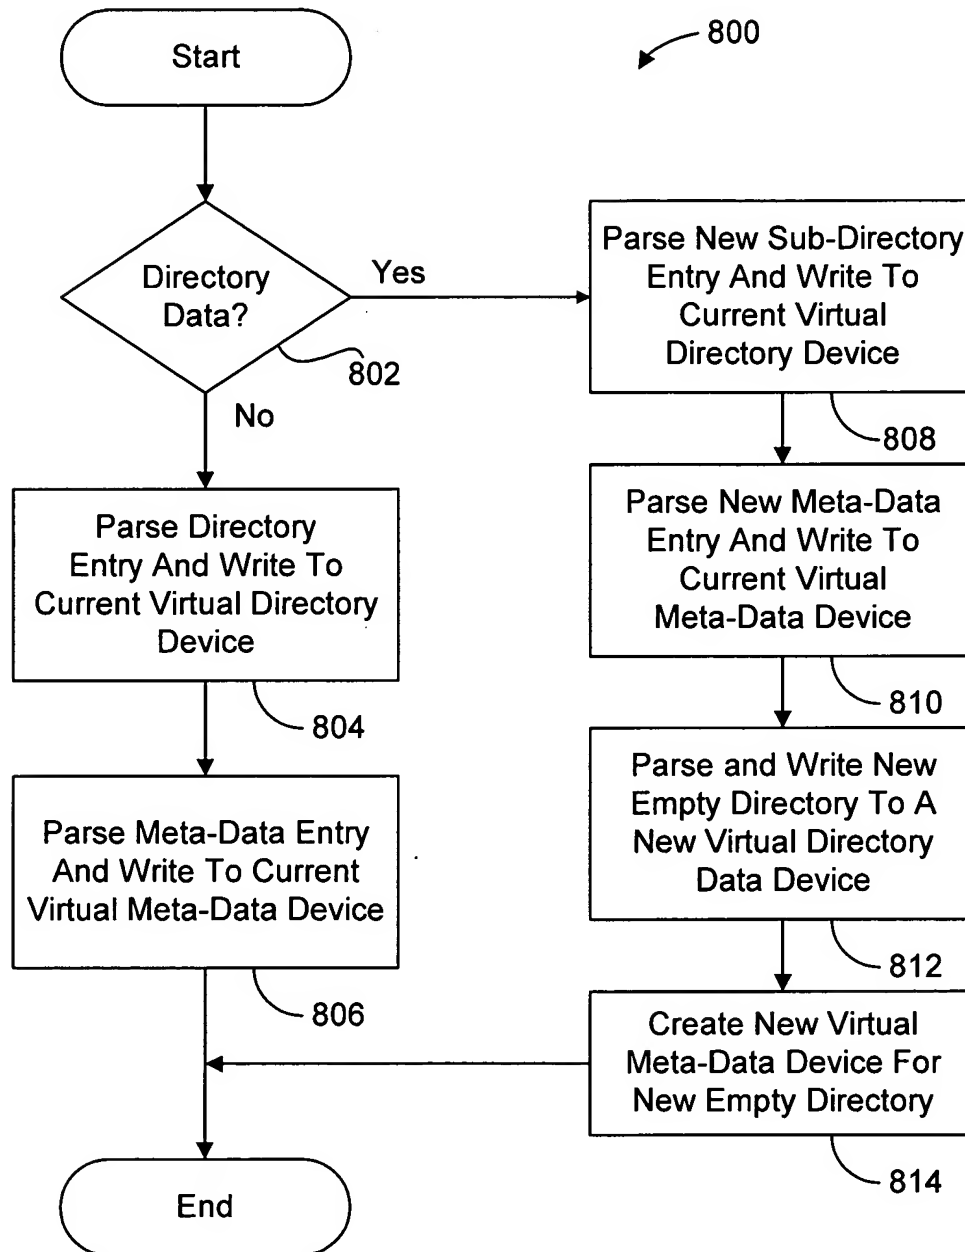 Start
800
Directory
Data?
Yes
802
No
Parse New Sub-Directory
Entry And Write To
Current Virtual
Directory Device
808
Parse Directory
Entry And Write To
Current Virtual Directory
Device
804
Parse New Meta-Data
Entry And Write To
Current Virtual
Meta-Data Device
810
Parse Meta-Data Entry
And Write To Current
Virtual Meta-Data Device
806
Parse and Write New
Empty Directory To A
New Virtual Directory
Data Device
812
Create New Virtual
Meta-Data Device For
New Empty Directory
814
End